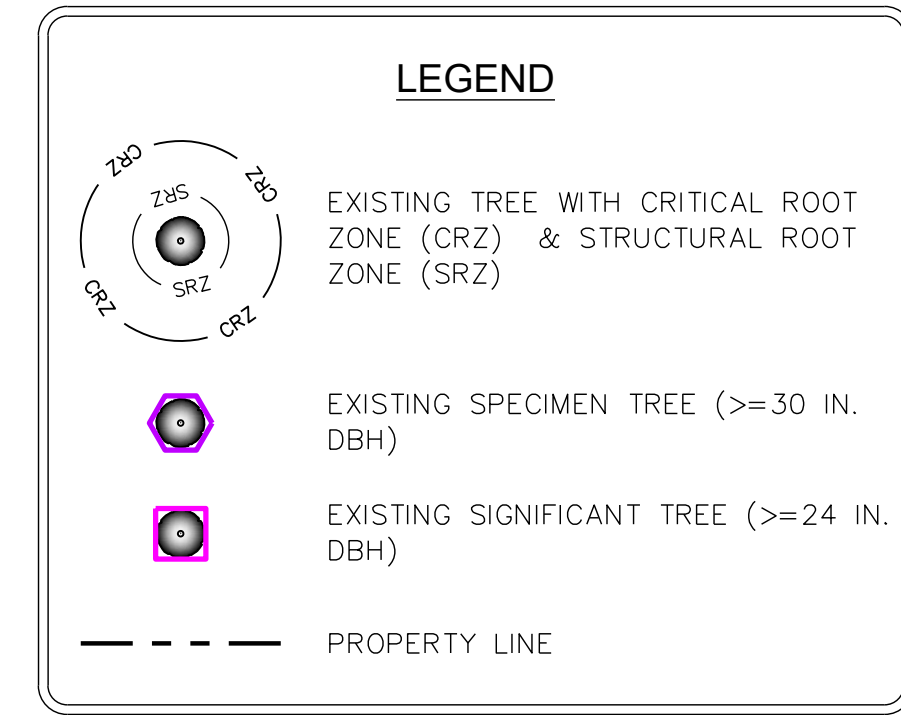 LEGEND
CRZ
CRZ
SRZ
SRZ
CRZ
CRZ
EXISTING TREE WITH CRITICAL ROOT
ZONE (CRZ) & STRUCTURAL ROOT
ZONE (SRZ)
EXISTING SPECIMEN TREE (>=30 IN.
DBH)
EXISTING SIGNIFICANT TREE (>=24 IN.
DBH)
PROPERTY LINE